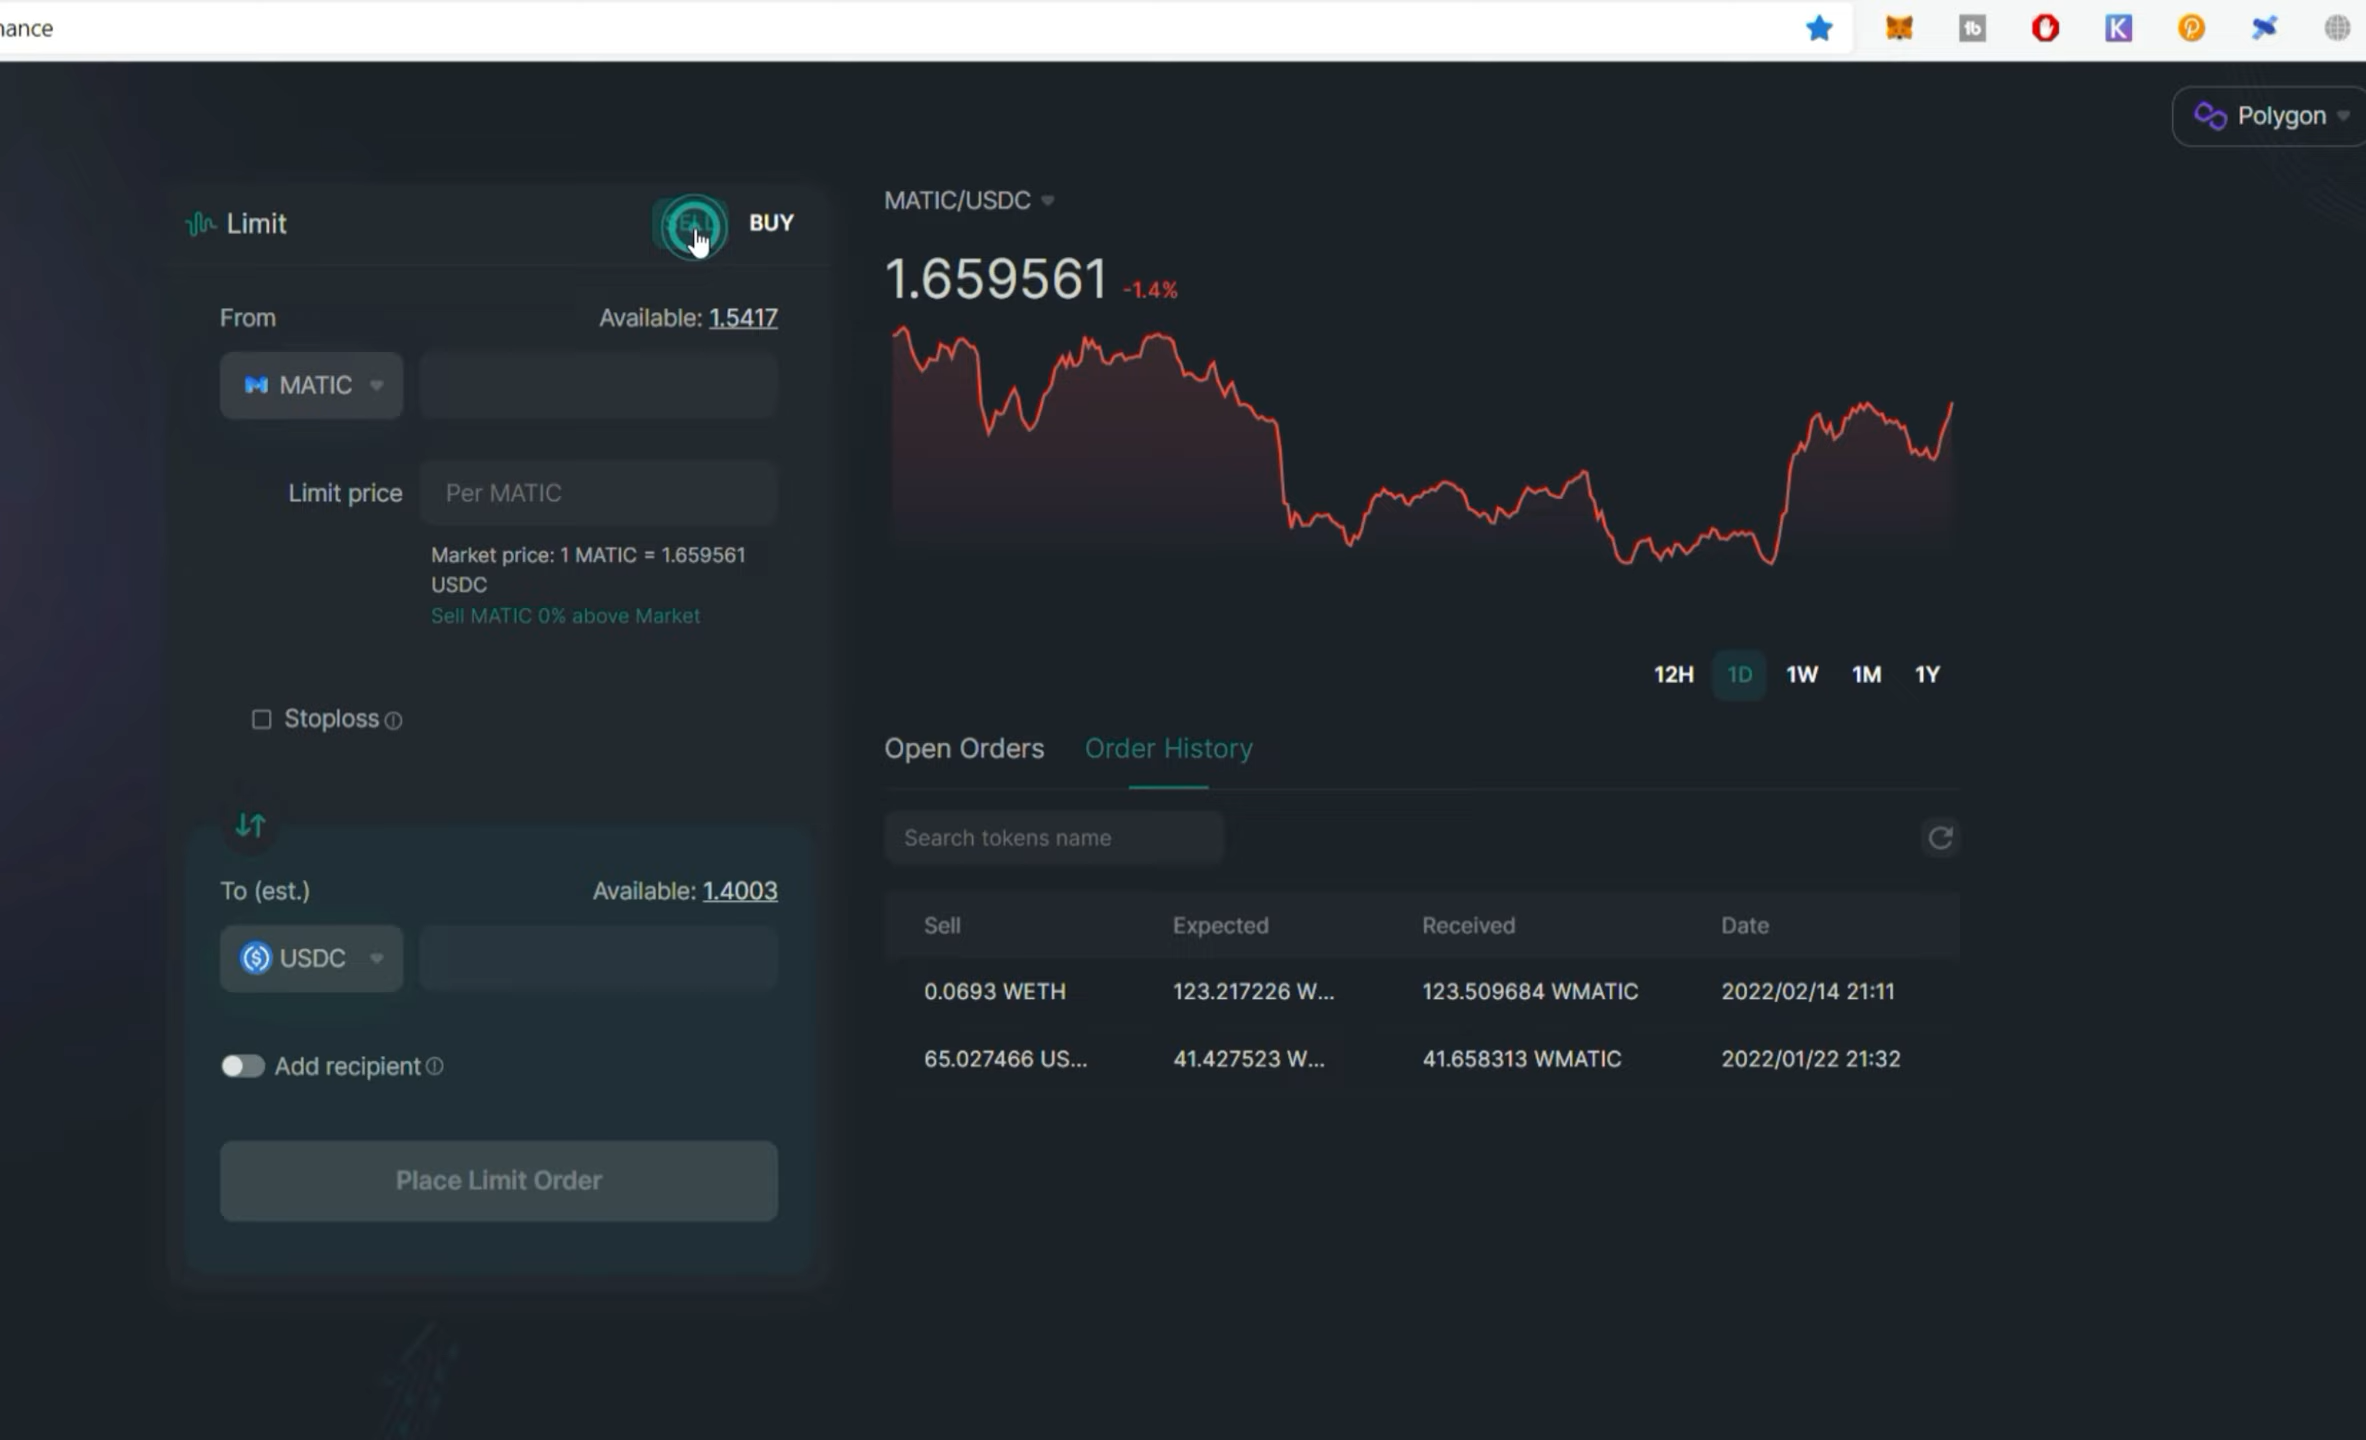 nance
Polygon
Limit
SELL
BUY
From
Available: 1.5417
MATIC
Limit price
Per MATIC
Market price: 1 MATIC = 1.659561
USDC
Sell MATIC 0% above Market
Stoploss
To (est.)
Available: 1.4003
USDC
Add recipient
Place Limit Order
MATIC/USDC
1.659561 -1.4%
12H 1D 1W 1M 1Y
Open Orders Order History
Search tokens name
Sell Expected Received Date
0.0693 WETH 123.217226 W... 123.509684 WMATIC 2022/02/14 21:11
65.027466 US... 41.427523 W... 41.658313 WMATIC 2022/01/22 21:32